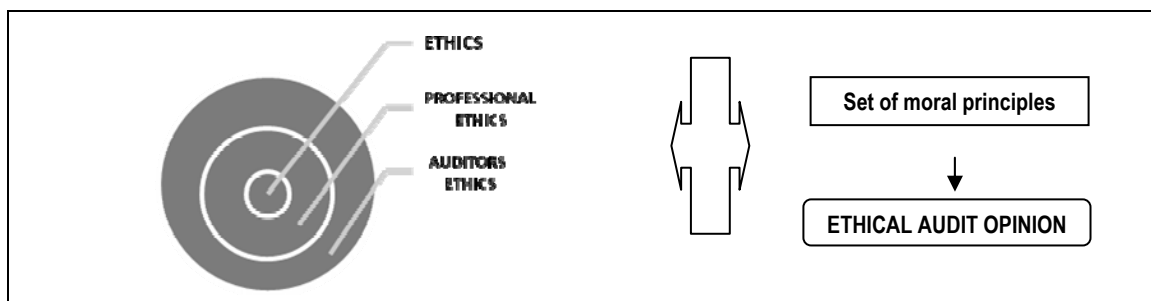 ETHICS
PROFESSIONAL
ETHICS
AUDITORS
ETHICS
Set of moral principles
ETHICAL AUDIT OPINION